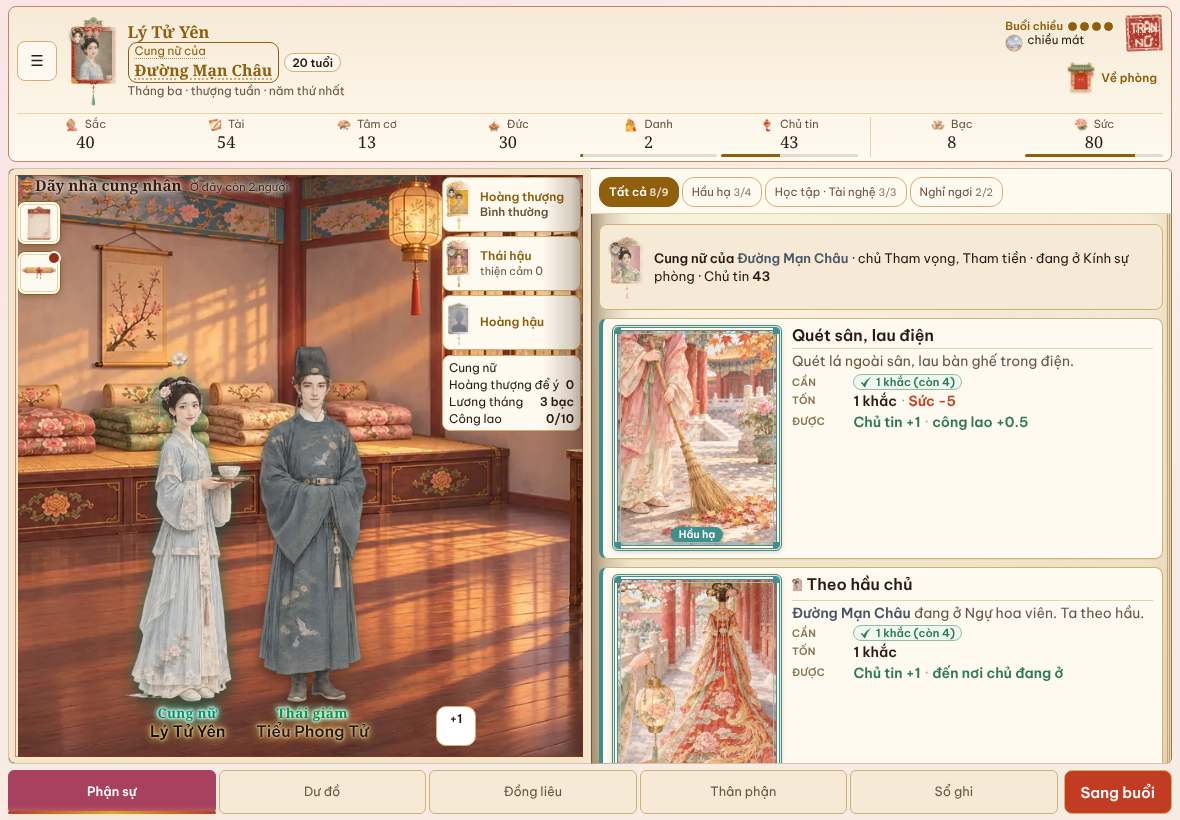 ☰
Lý Tử Yên
Cung nữ của
Đường Mạn Châu
20 tuổi
Tháng ba · thượng tuần · năm thứ nhất
Buổi chiều
chiều mát
TRẦN NỮ
Về phòng
Sắc
40
Tài
54
Tâm cơ
13
Đức
30
Danh
2
Chủ tin
43
Bạc
8
Sức
80
Dãy nhà cung nhân Ở đây còn 2 người
Hoàng thượng
Bình thường
Thái hậu
thiện cảm 0
Hoàng hậu
Cung nữ
Hoàng thượng để ý 0
Lương tháng 3 bạc
Công lao 0/10
Cung nữ
Lý Tử Yên
Thái giám
Tiểu Phong Tử
+1
Tất cả 8/9
Hầu hạ 3/4
Học tập · Tài nghệ 3/3
Nghỉ ngơi 2/2
Cung nữ của Đường Mạn Châu · chủ Tham vọng, Tham tiền · đang ở Kính sự
phòng · Chủ tin 43
Quét sân, lau điện
Quét lá ngoài sân, lau bàn ghế trong điện.
CẦN ✓ 1 khắc (còn 4)
TỐN 1 khắc · Sức -5
ĐƯỢC Chủ tin +1 · công lao +0.5
Hầu hạ
Theo hầu chủ
Đường Mạn Châu đang ở Ngự hoa viên. Ta theo hầu.
CẦN ✓ 1 khắc (còn 4)
TỐN 1 khắc
ĐƯỢC Chủ tin +1 · đến nơi chủ đang ở
Phận sự
Dư đồ
Đồng liêu
Thân phận
Sổ ghi
Sang buổi